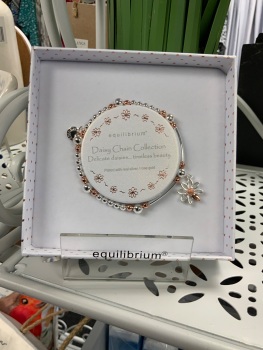 equilibrium®
Daisy Chain Collection
Delicate daisies...timeless beauty
equilibrium®